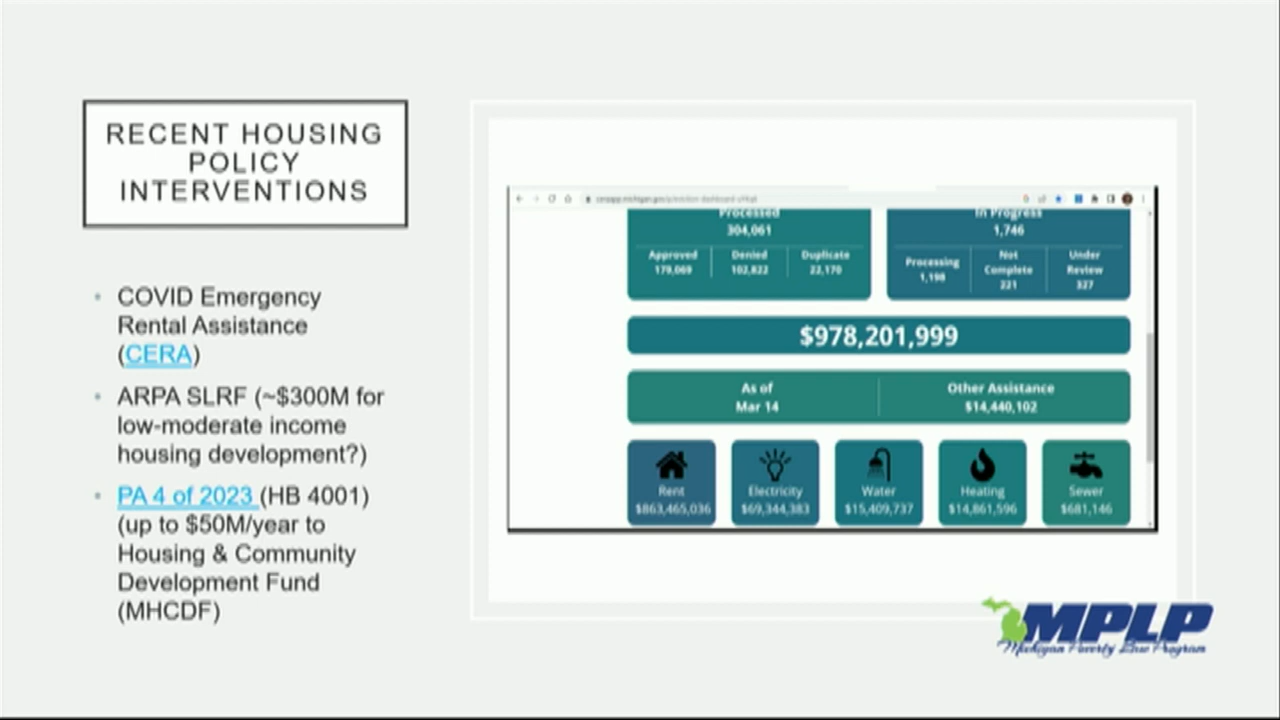 RECENT HOUSING
POLICY
INTERVENTIONS
• COVID Emergency
Rental Assistance
(CERA)
• ARPA SLRF (~$300M for
low-moderate income
housing development?)
• PA 4 of 2023 (HB 4001)
(up to $50M/year to
Housing & Community
Development Fund
(MHCDF)
Processed
304,061
Approved
179,069
Denied
102,822
Duplicate
22,170
In Progress
1,746
Processing
1,198
Not
Complete
221
Under
Review
327
$978,201,999
As of
Mar 14
Other Assistance
$14,440,102
Rent
$863,465,036
Electricity
$69,344,383
Water
$15,409,737
Heating
$14,861,596
Sewer
$681,146
MPLP
Michigan Poverty Law Program